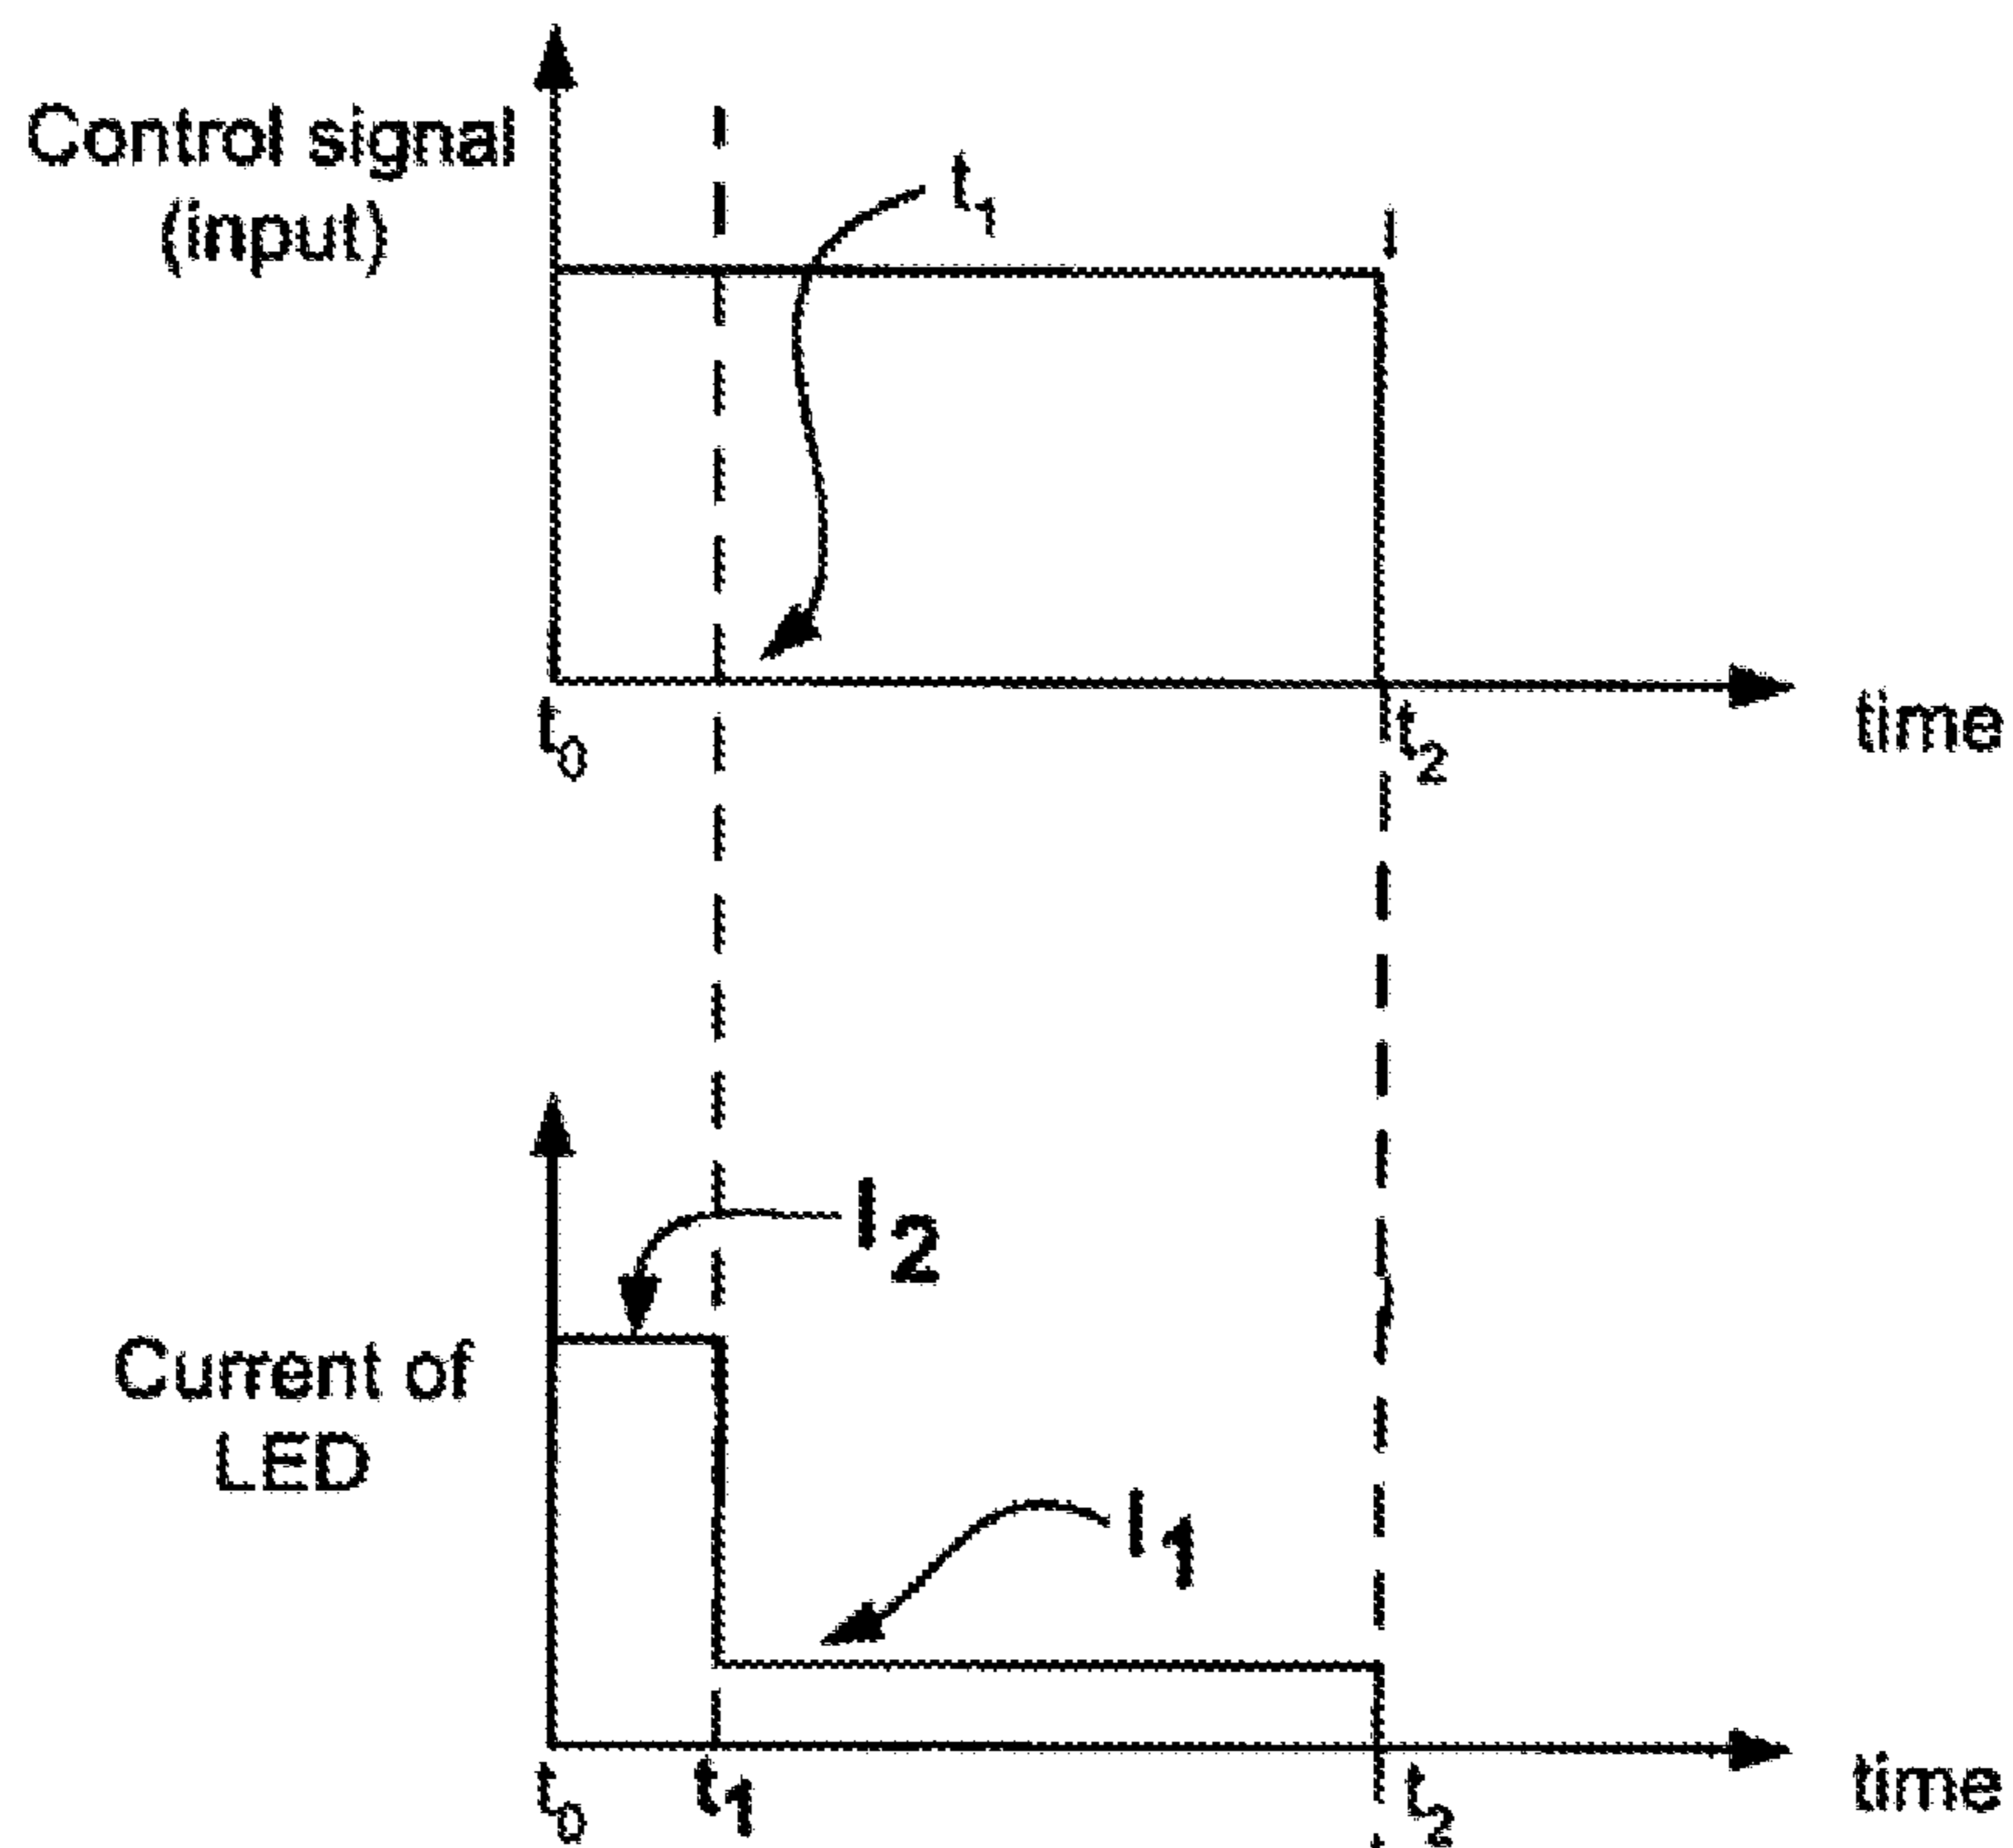 Control signal
(input)
t₁
t₀
t₂
time
I₂
Current of
LED
I₁
t₀
t₁
t₂
time